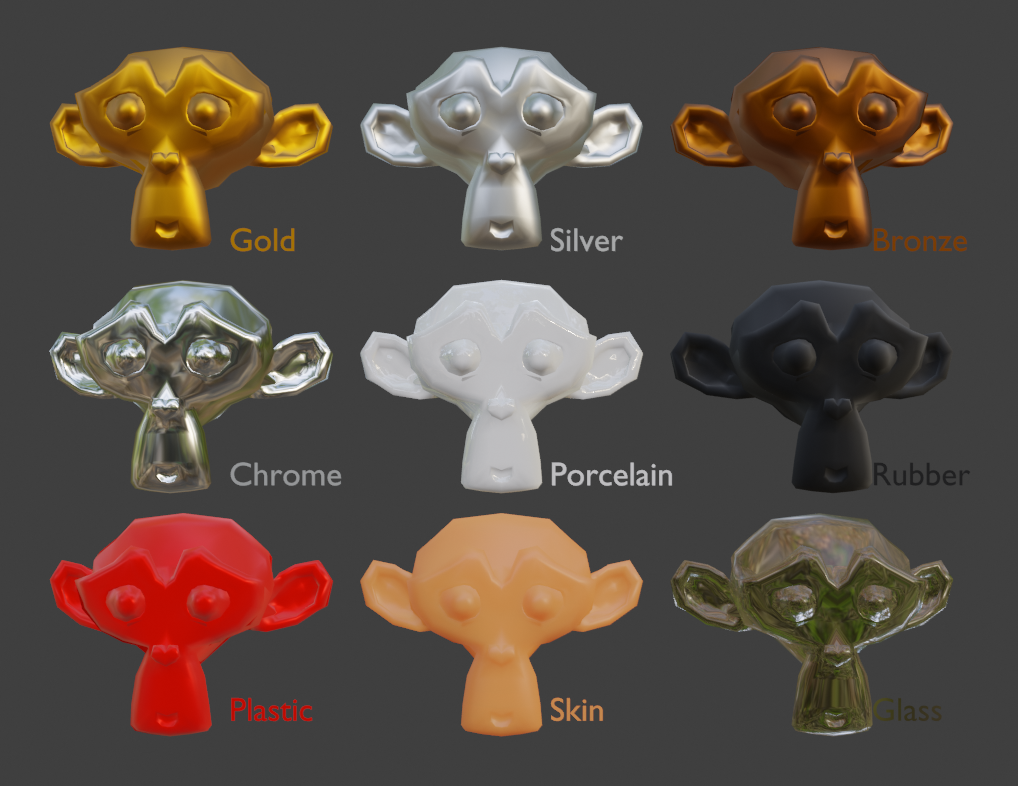 Gold
Silver
Bronze
Chrome
Porcelain
Rubber
Plastic
Skin
Glass